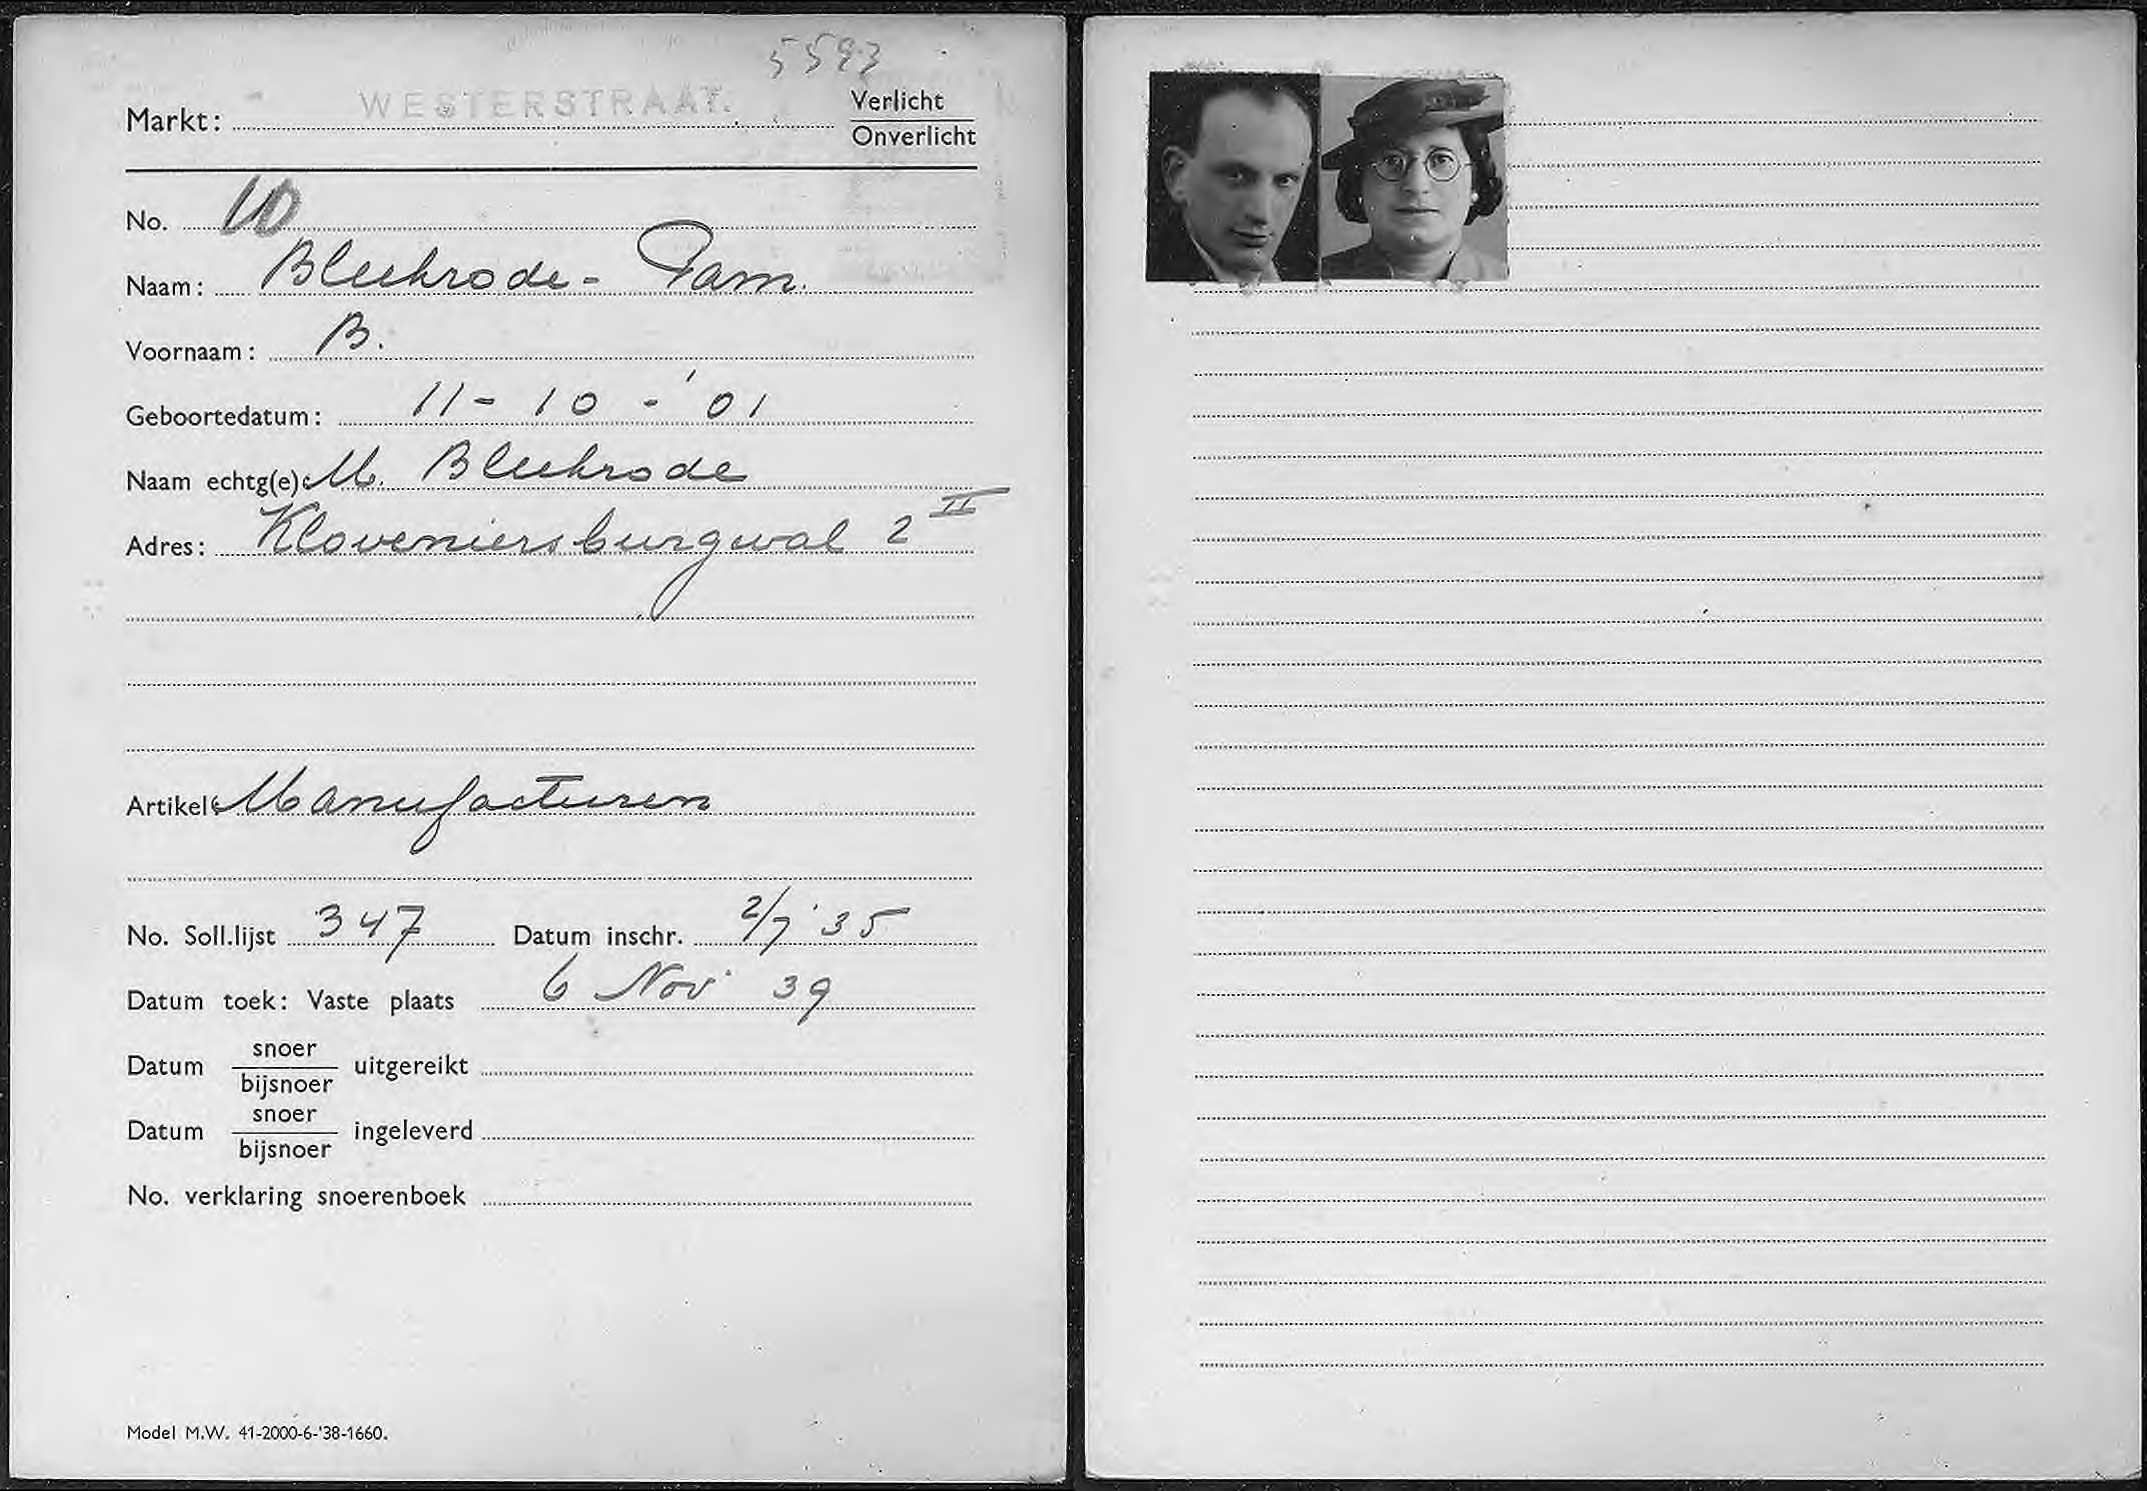 5593
Markt: WESTERSTRAAT. Verlicht
Onverlicht
No. 10
Naam: Bleekrode - Pam.
Voornaam: B.
Geboortedatum: 11 - 10 - '01
Naam echtg(e): M. Bleekrode
Adres: Kloveniersburgwal 2 II
Artikel: Manufacturen
No. Soll.lijst 347 Datum inschr. 2/7 '35
Datum toek: Vaste plaats 6 Nov 39
Datum snoer/bijsnoer uitgereikt
Datum snoer/bijsnoer ingeleverd
No. verklaring snoerenboek
Model M.W. 41-2000-6-'38-1660.